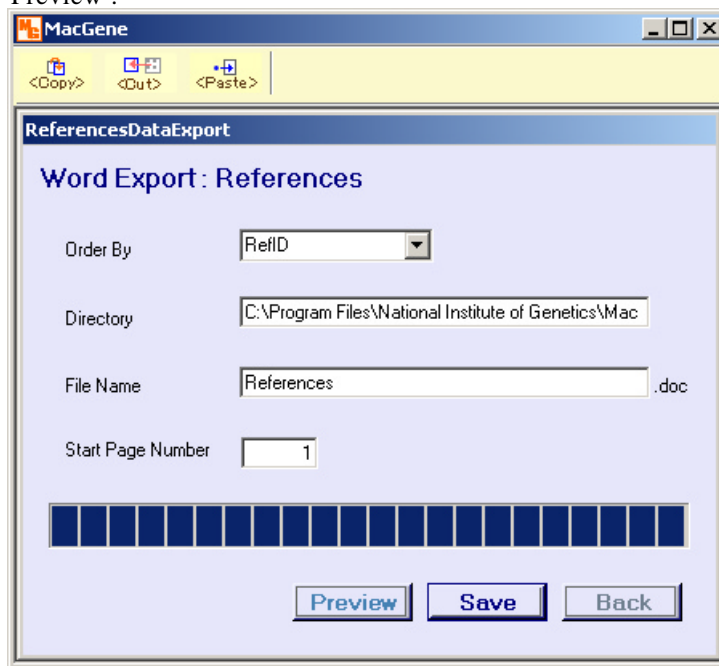 Preview .
MacGene
<Copy> <Cut> <Paste>
ReferencesDataExport
Word Export : References
Order By RefID
Directory C:\Program Files\National Institute of Genetics\Mac
File Name References .doc
Start Page Number 1
Preview Save Back